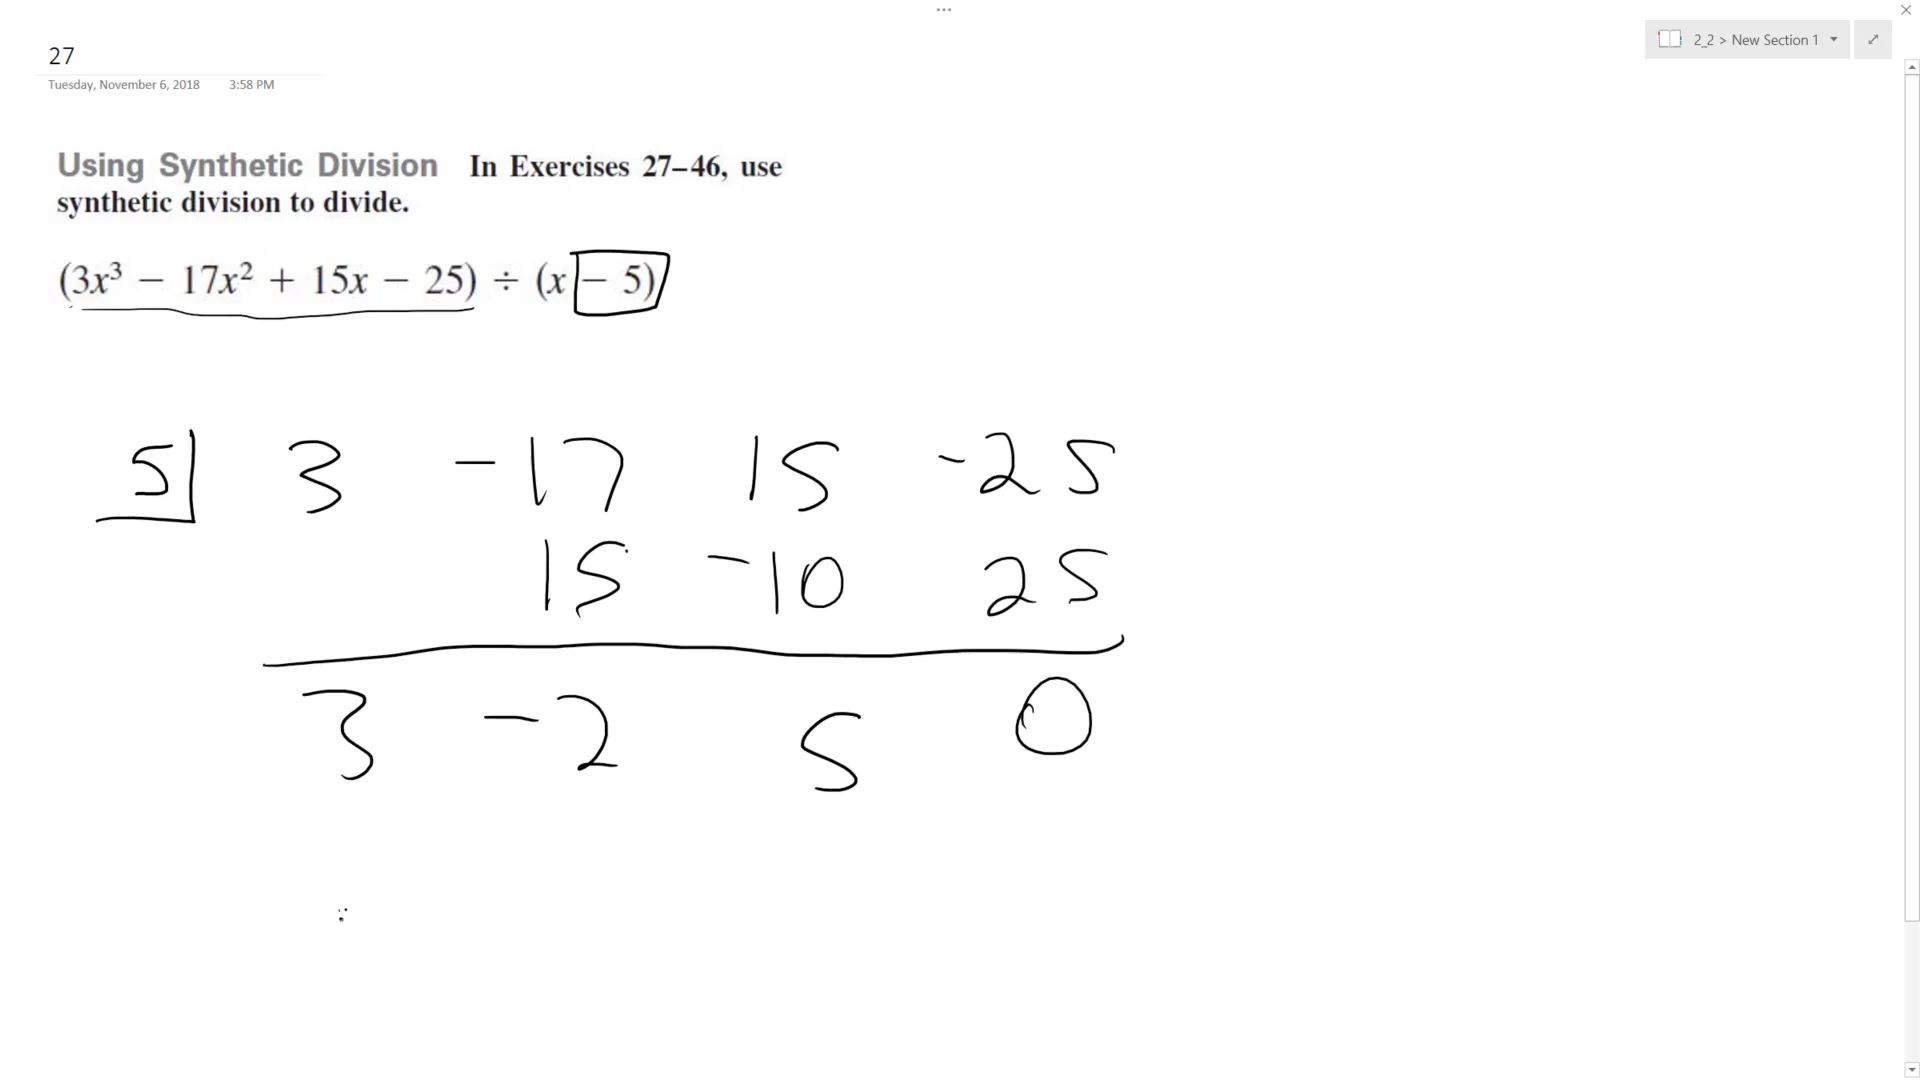 ...
27
2_2 > New Section 1
Tuesday, November 6, 2018 3:58 PM
Using Synthetic Division In Exercises 27–46, use
synthetic division to divide.
(3x³ − 17x² + 15x − 25) ÷ (x − 5)
5 3 -17 15 -25
15 -10 25
3 -2 5 0